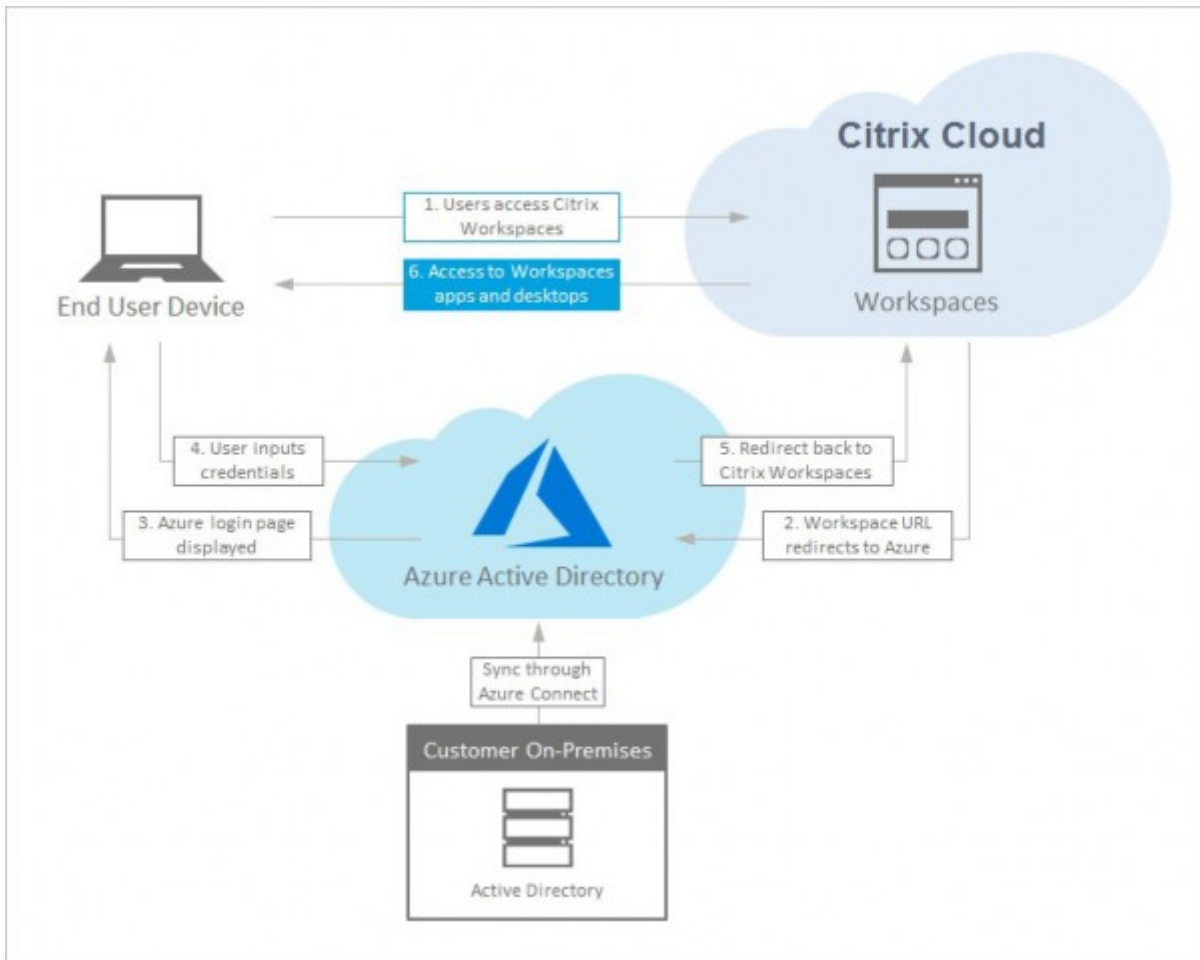 Citrix Cloud
1. Users access Citrix
Workspaces
6. Access to Workspaces
apps and desktops
End User Device
Workspaces
4. User inputs
credentials
5. Redirect back to
Citrix Workspaces
3. Azure login page
displayed
2. Workspace URL
redirects to Azure
Azure Active Directory
Sync through
Azure Connect
Customer On-Premises
Active Directory